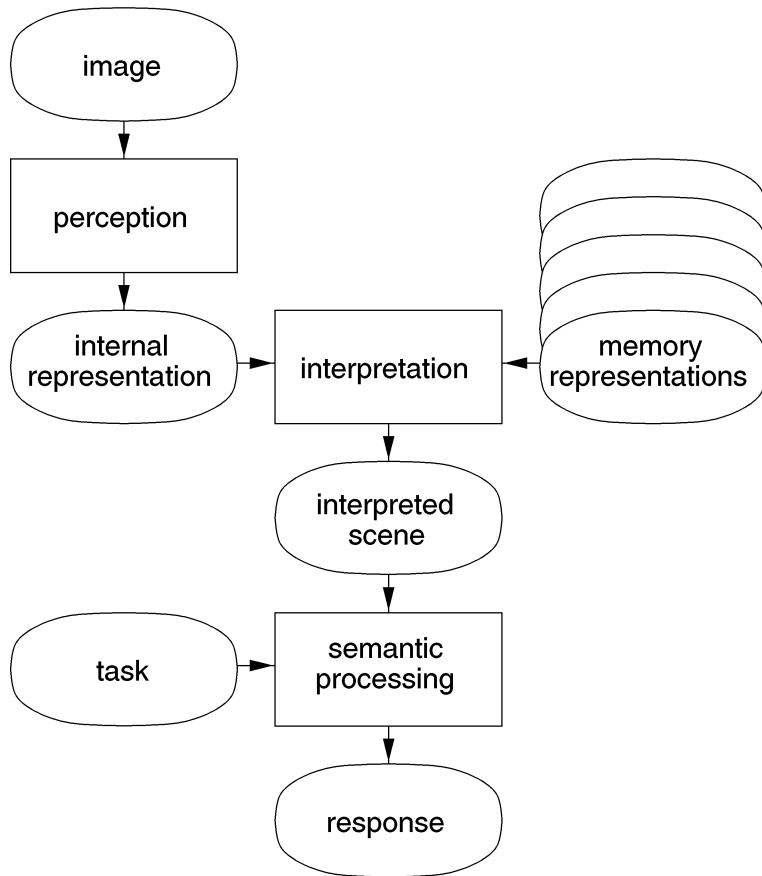 image
perception
internal
representation
interpretation
memory
representations
interpreted
scene
task
semantic
processing
response